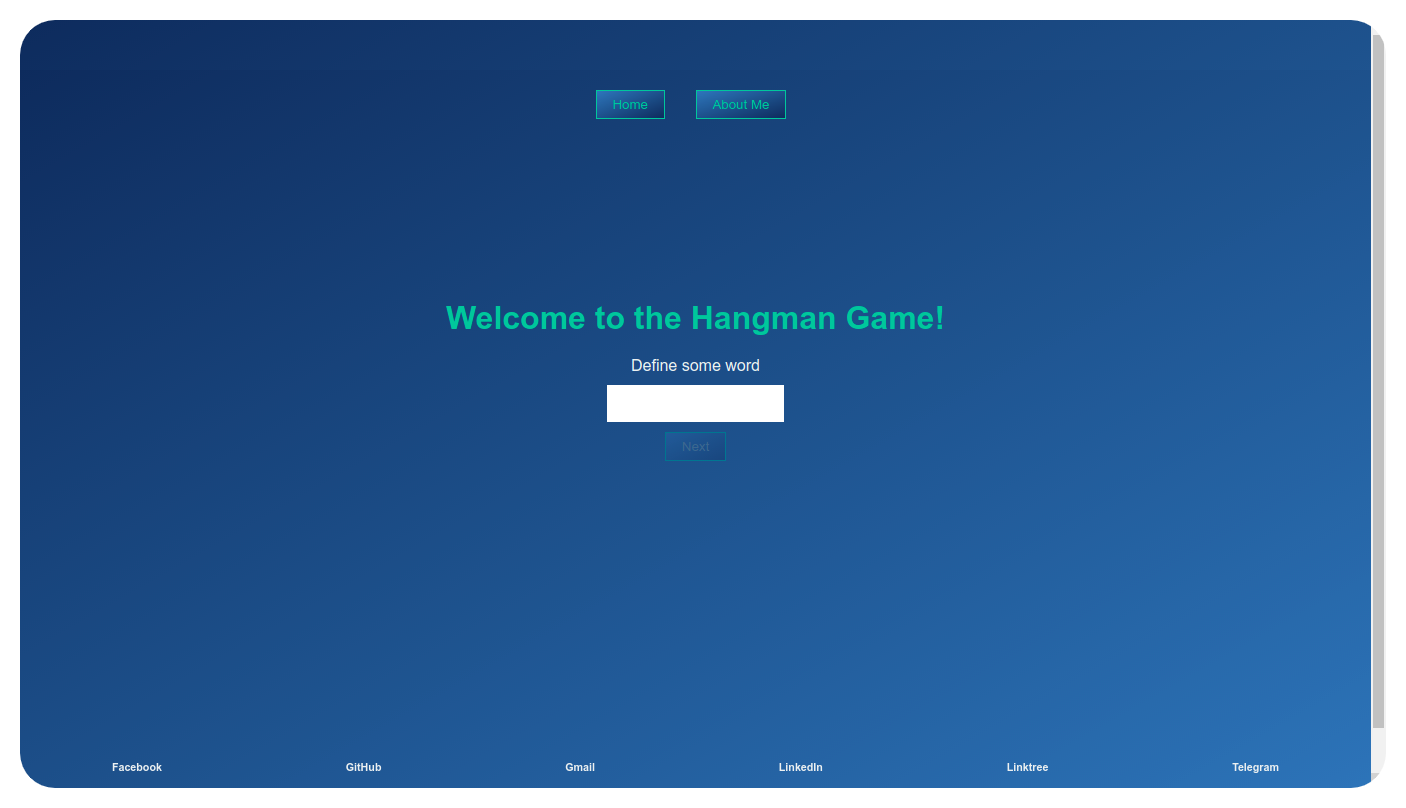 Home About Me
Welcome to the Hangman Game!
Define some word
Next
Facebook GitHub Gmail LinkedIn Linktree Telegram